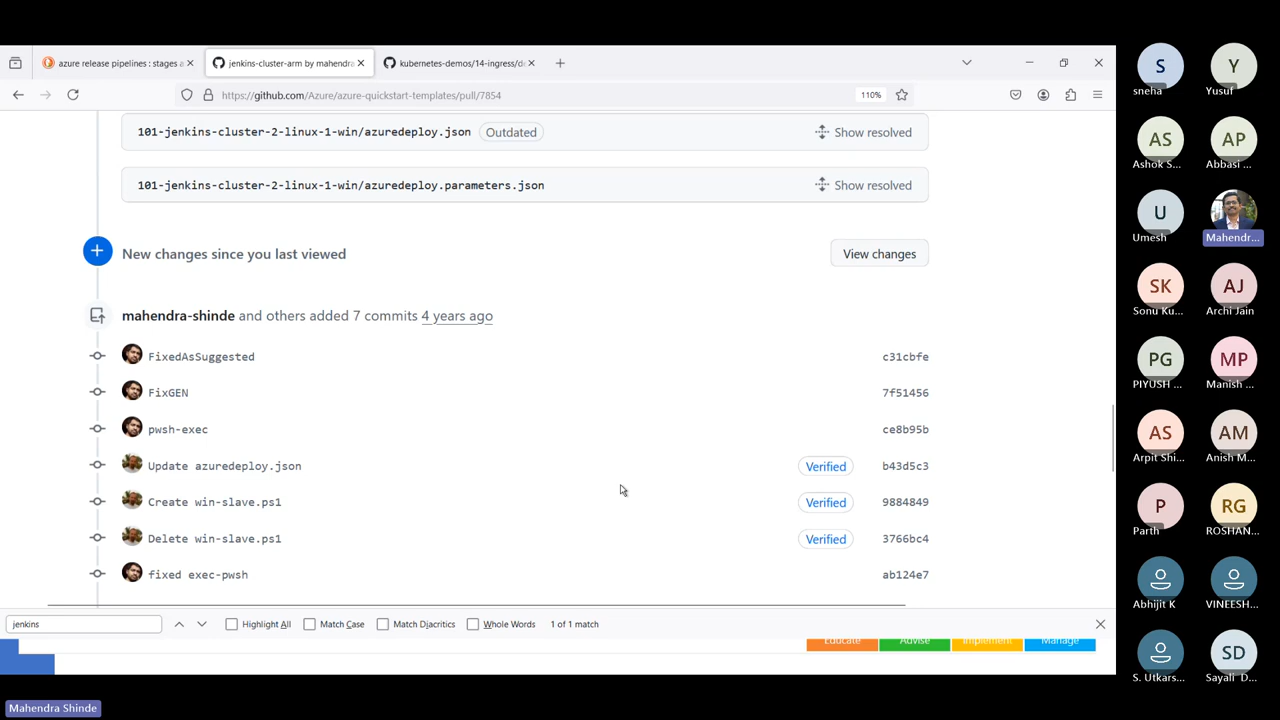 azure release pipelines : stages a
jenkins-cluster-arm by mahendra
kubernetes-demos/14-ingress/de
https://github.com/Azure/azure-quickstart-templates/pull/7854
110%
101-jenkins-cluster-2-linux-1-win/azuredeploy.json Outdated Show resolved
101-jenkins-cluster-2-linux-1-win/azuredeploy.parameters.json Show resolved
New changes since you last viewed View changes
mahendra-shinde and others added 7 commits 4 years ago
FixedAsSuggested c31cbfe
FixGEN 7f51456
pwsh-exec ce8b95b
Update azuredeploy.json Verified b43d5c3
Create win-slave.ps1 Verified 9884849
Delete win-slave.ps1 Verified 3766bc4
fixed exec-pwsh ab124e7
jenkins Highlight All Match Case Match Diacritics Whole Words 1 of 1 match
Educate Advise Implement Manage
Mahendra Shinde
S Y
sneha Yusuf
AS AP
Ashok S... Abbasi ...
U
Umesh Mahendr...
SK AJ
Sonu Ku... Archi Jain
PG MP
PIYUSH ... Manish ...
AS AM
Arpit Shi... Anish M...
P RG
Parth ROSHAN...
Abhijit K VINEESH...
SD
S. Utkars... Sayali D...